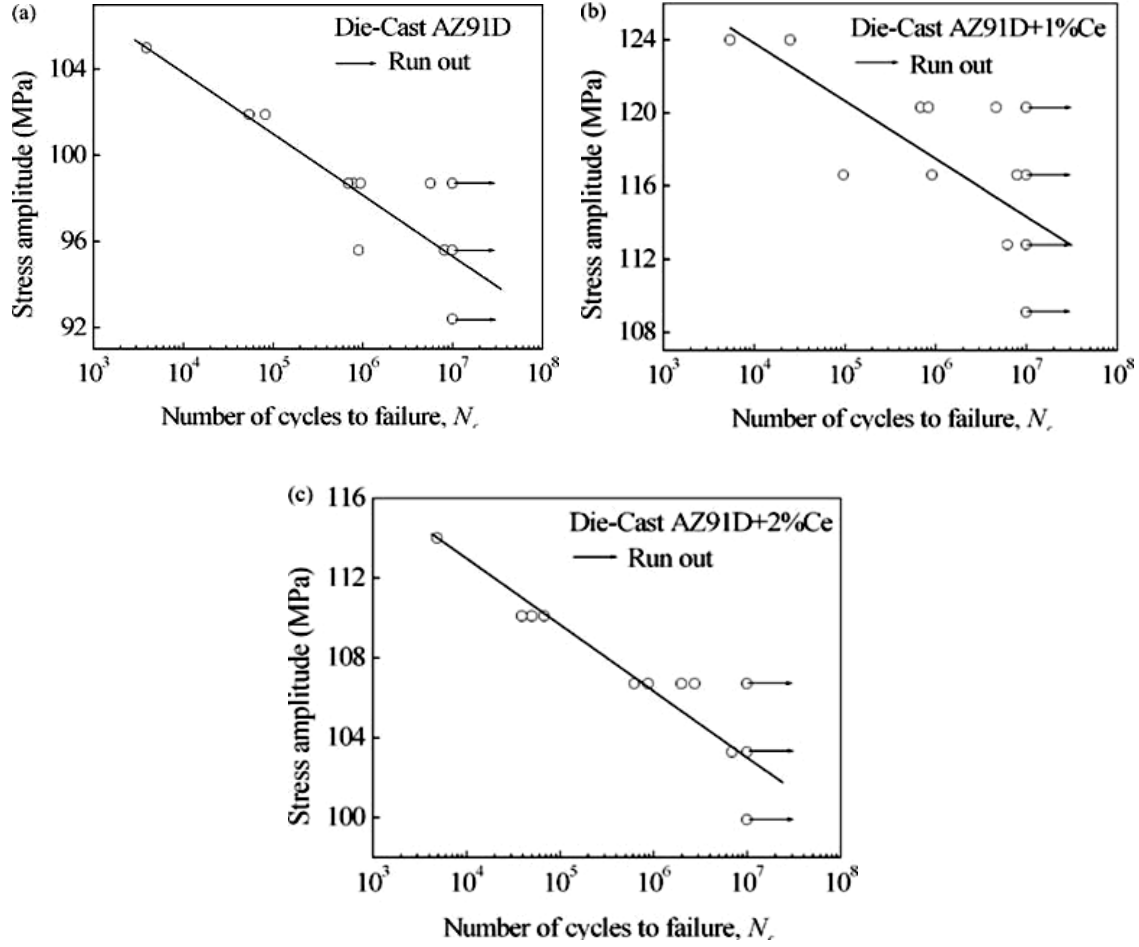 (a)
Die-Cast AZ91D
Run out
104
100
96
92
Stress amplitude (MPa)
10³ 10⁴ 10⁵ 10⁶ 10⁷ 10⁸
Number of cycles to failure, N
(b)
Die-Cast AZ91D+1%Ce
Run out
124
120
116
112
108
Stress amplitude (MPa)
10³ 10⁴ 10⁵ 10⁶ 10⁷ 10⁸
Number of cycles to failure, N
(c)
Die-Cast AZ91D+2%Ce
Run out
116
112
108
104
100
Stress amplitude (MPa)
10³ 10⁴ 10⁵ 10⁶ 10⁷ 10⁸
Number of cycles to failure, N